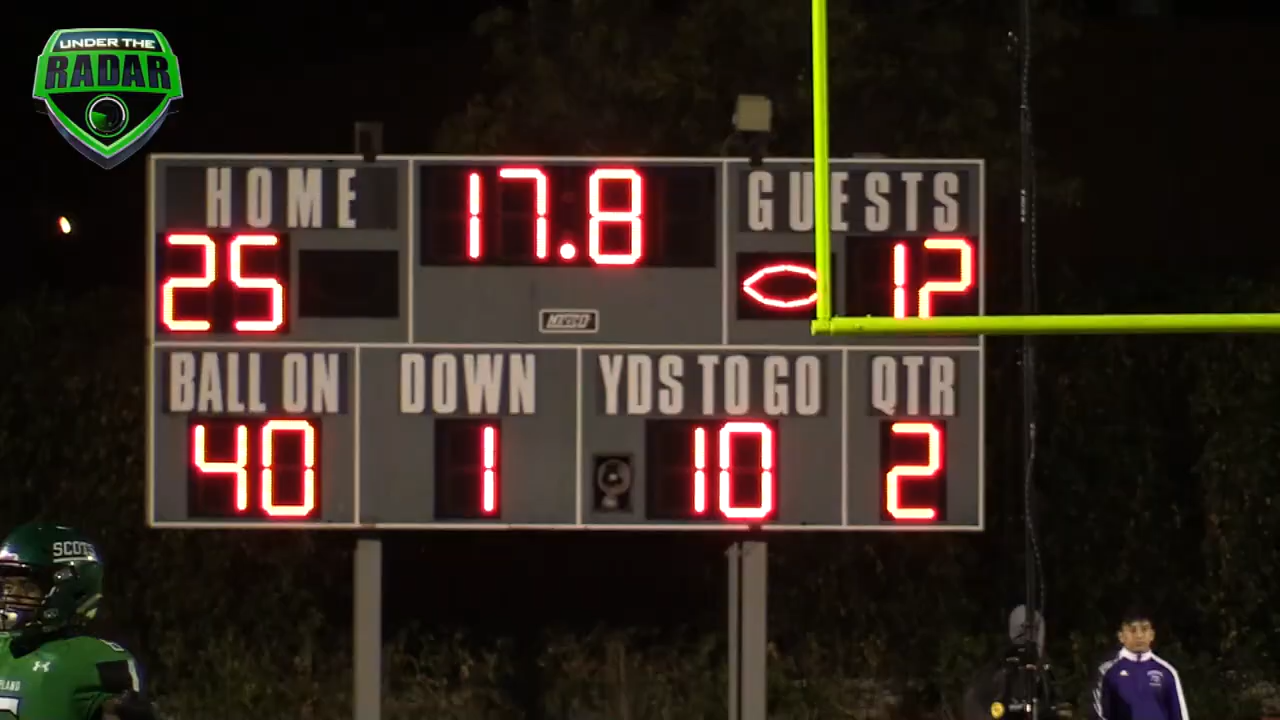 UNDER THE
RADAR
HOME
17.8
GUESTS
25
12
NEVCO
BALL ON
DOWN
YDS TO GO
QTR
40
1
10
2
SCOTS